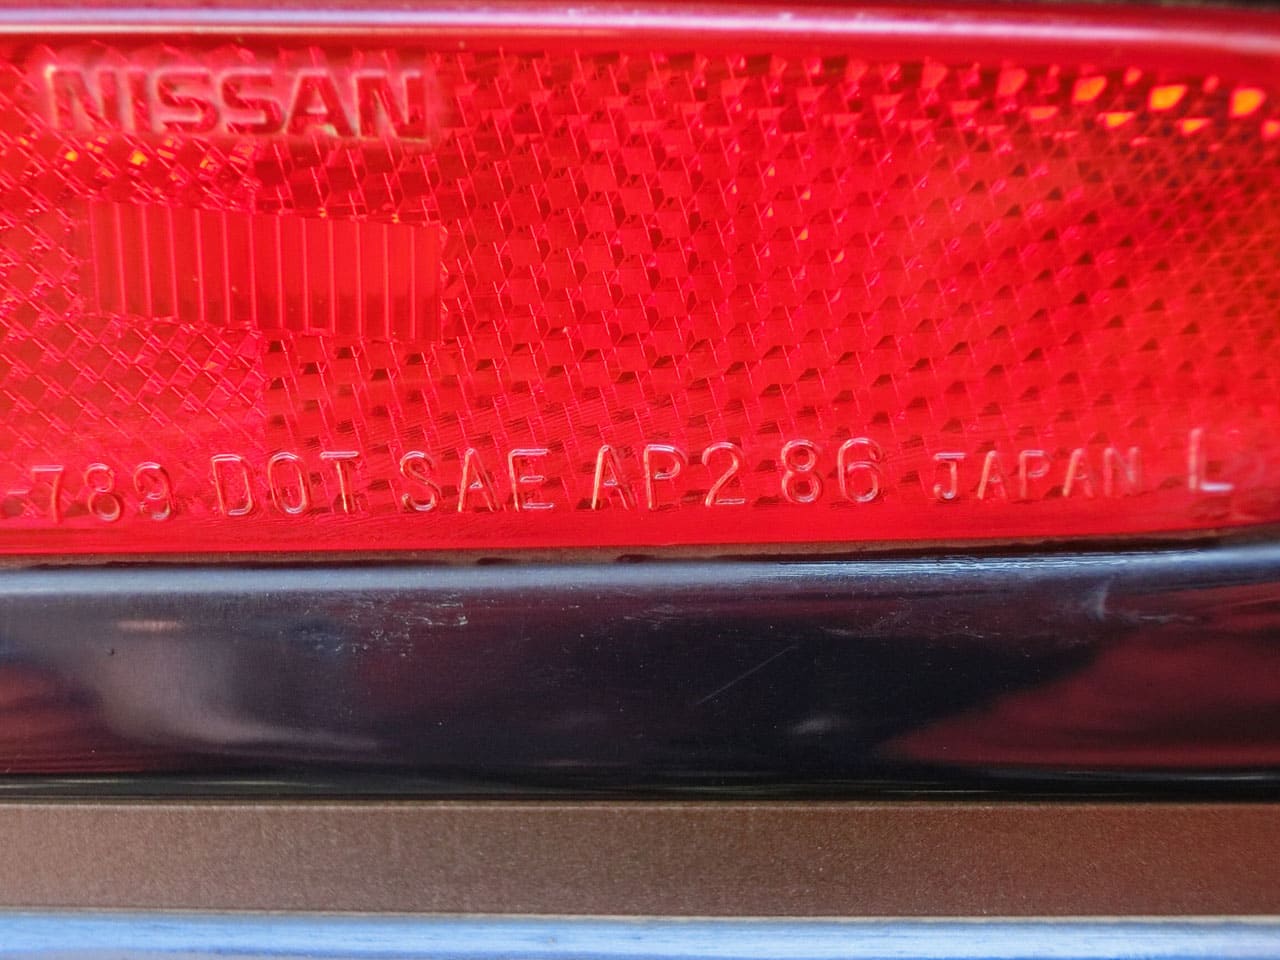 NISSAN
-789 DOT SAE AP2 86 JAPAN L